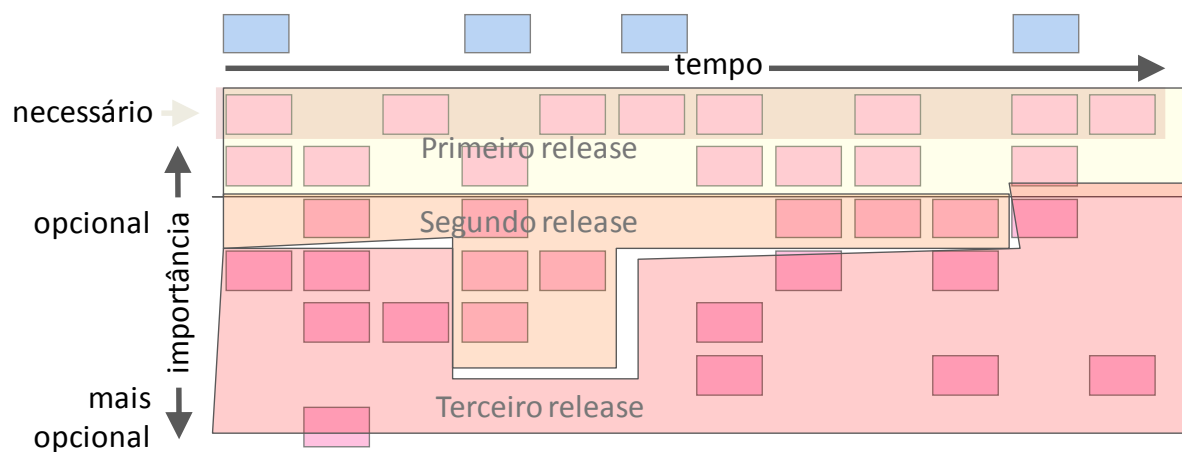 tempo
necessário
Primeiro release
opcional
Segundo release
importância
mais
opcional
Terceiro release